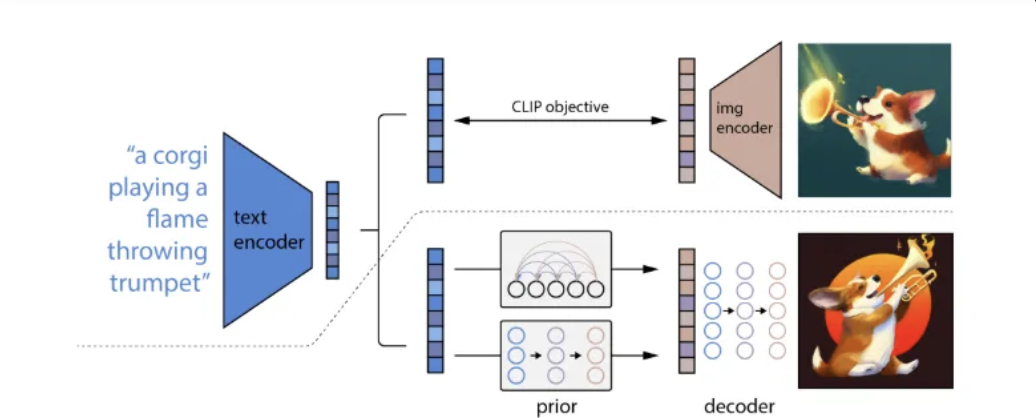 "a corgi
playing a
flame
throwing
trumpet"
text
encoder
CLIP objective
img
encoder
prior
decoder